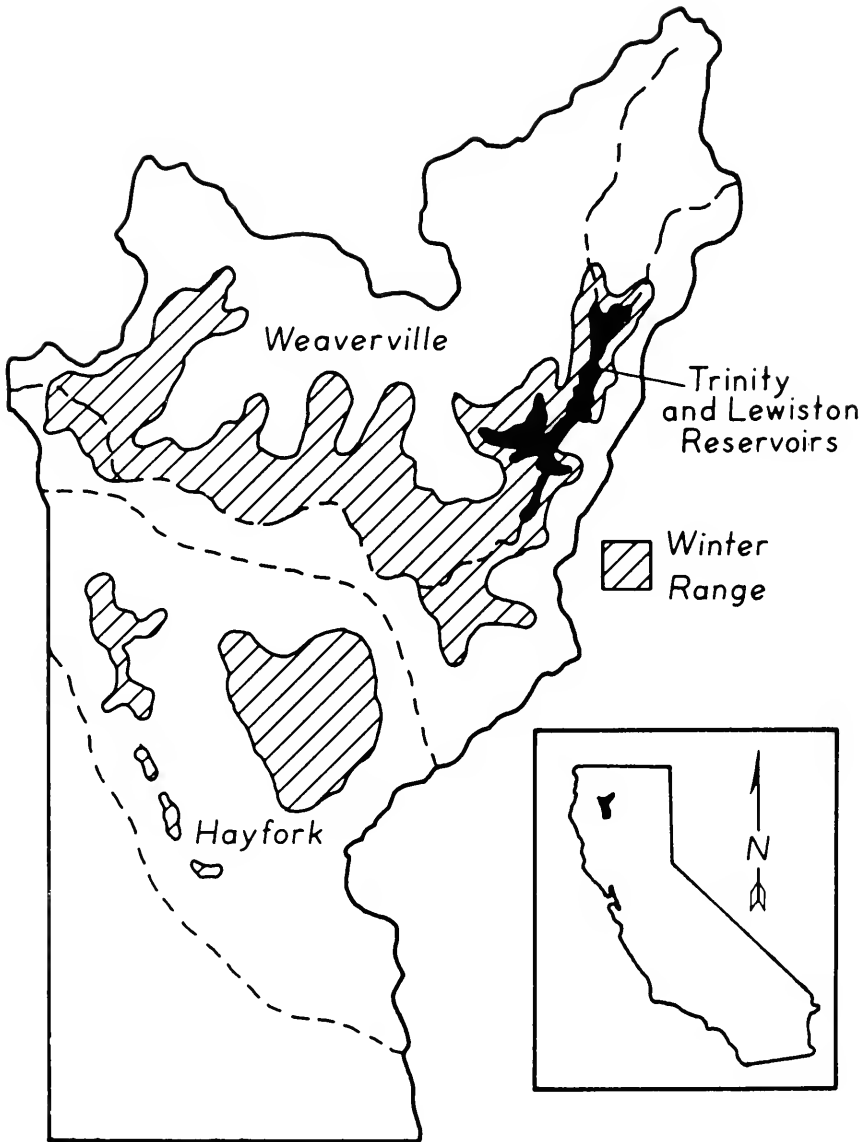 Weaverville
Trinity
and Lewiston
Reservoirs
Winter
Range
Hayfork
N